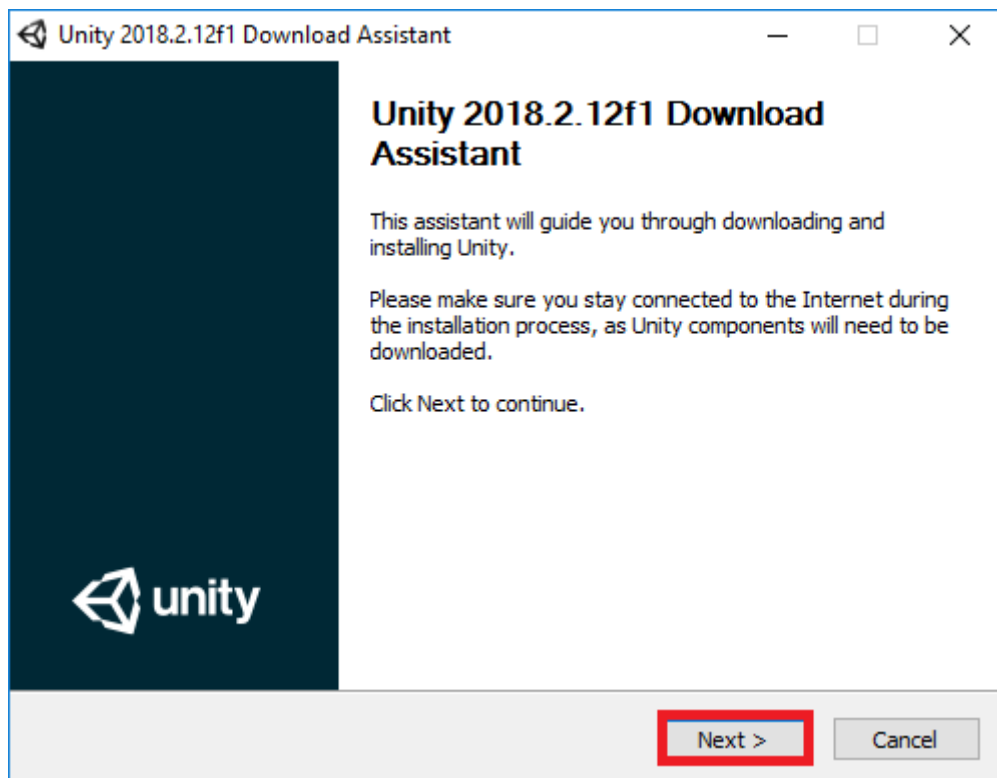 Unity 2018.2.12f1 Download Assistant
Unity 2018.2.12f1 Download
Assistant
This assistant will guide you through downloading and
installing Unity.
Please make sure you stay connected to the Internet during
the installation process, as Unity components will need to be
downloaded.
Click Next to continue.
unity
Next >
Cancel